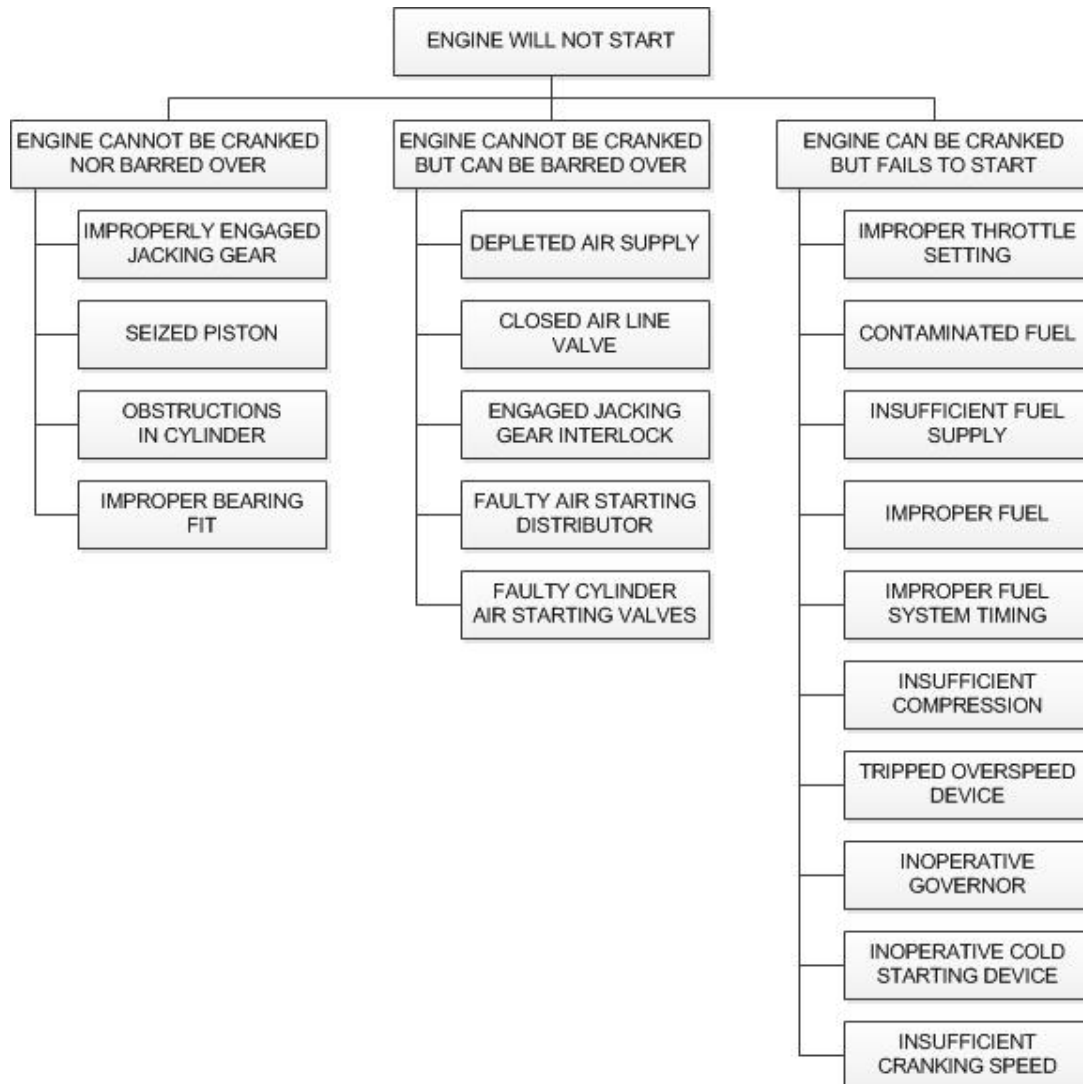 ENGINE WILL NOT START
ENGINE CANNOT BE CRANKED
NOR BARRED OVER
IMPROPERLY ENGAGED
JACKING GEAR
SEIZED PISTON
OBSTRUCTIONS
IN CYLINDER
IMPROPER BEARING
FIT
ENGINE CANNOT BE CRANKED
BUT CAN BE BARRED OVER
DEPLETED AIR SUPPLY
CLOSED AIR LINE
VALVE
ENGAGED JACKING
GEAR INTERLOCK
FAULTY AIR STARTING
DISTRIBUTOR
FAULTY CYLINDER
AIR STARTING VALVES
ENGINE CAN BE CRANKED
BUT FAILS TO START
IMPROPER THROTTLE
SETTING
CONTAMINATED FUEL
INSUFFICIENT FUEL
SUPPLY
IMPROPER FUEL
IMPROPER FUEL
SYSTEM TIMING
INSUFFICIENT
COMPRESSION
TRIPPED OVERSPEED
DEVICE
INOPERATIVE
GOVERNOR
INOPERATIVE COLD
STARTING DEVICE
INSUFFICIENT
CRANKING SPEED